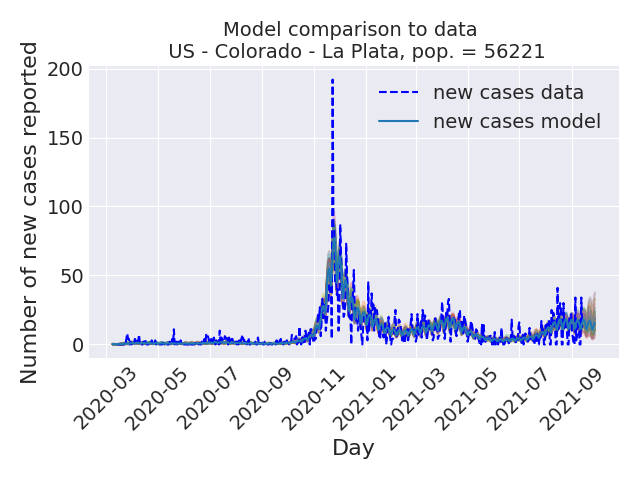 Model comparison to data
US - Colorado - La Plata, pop. = 56221
Number of new cases reported
200
150
100
50
0
new cases data
new cases model
2020-03
2020-05
2020-07
2020-09
2020-11
2021-01
2021-03
2021-05
2021-07
2021-09
Day